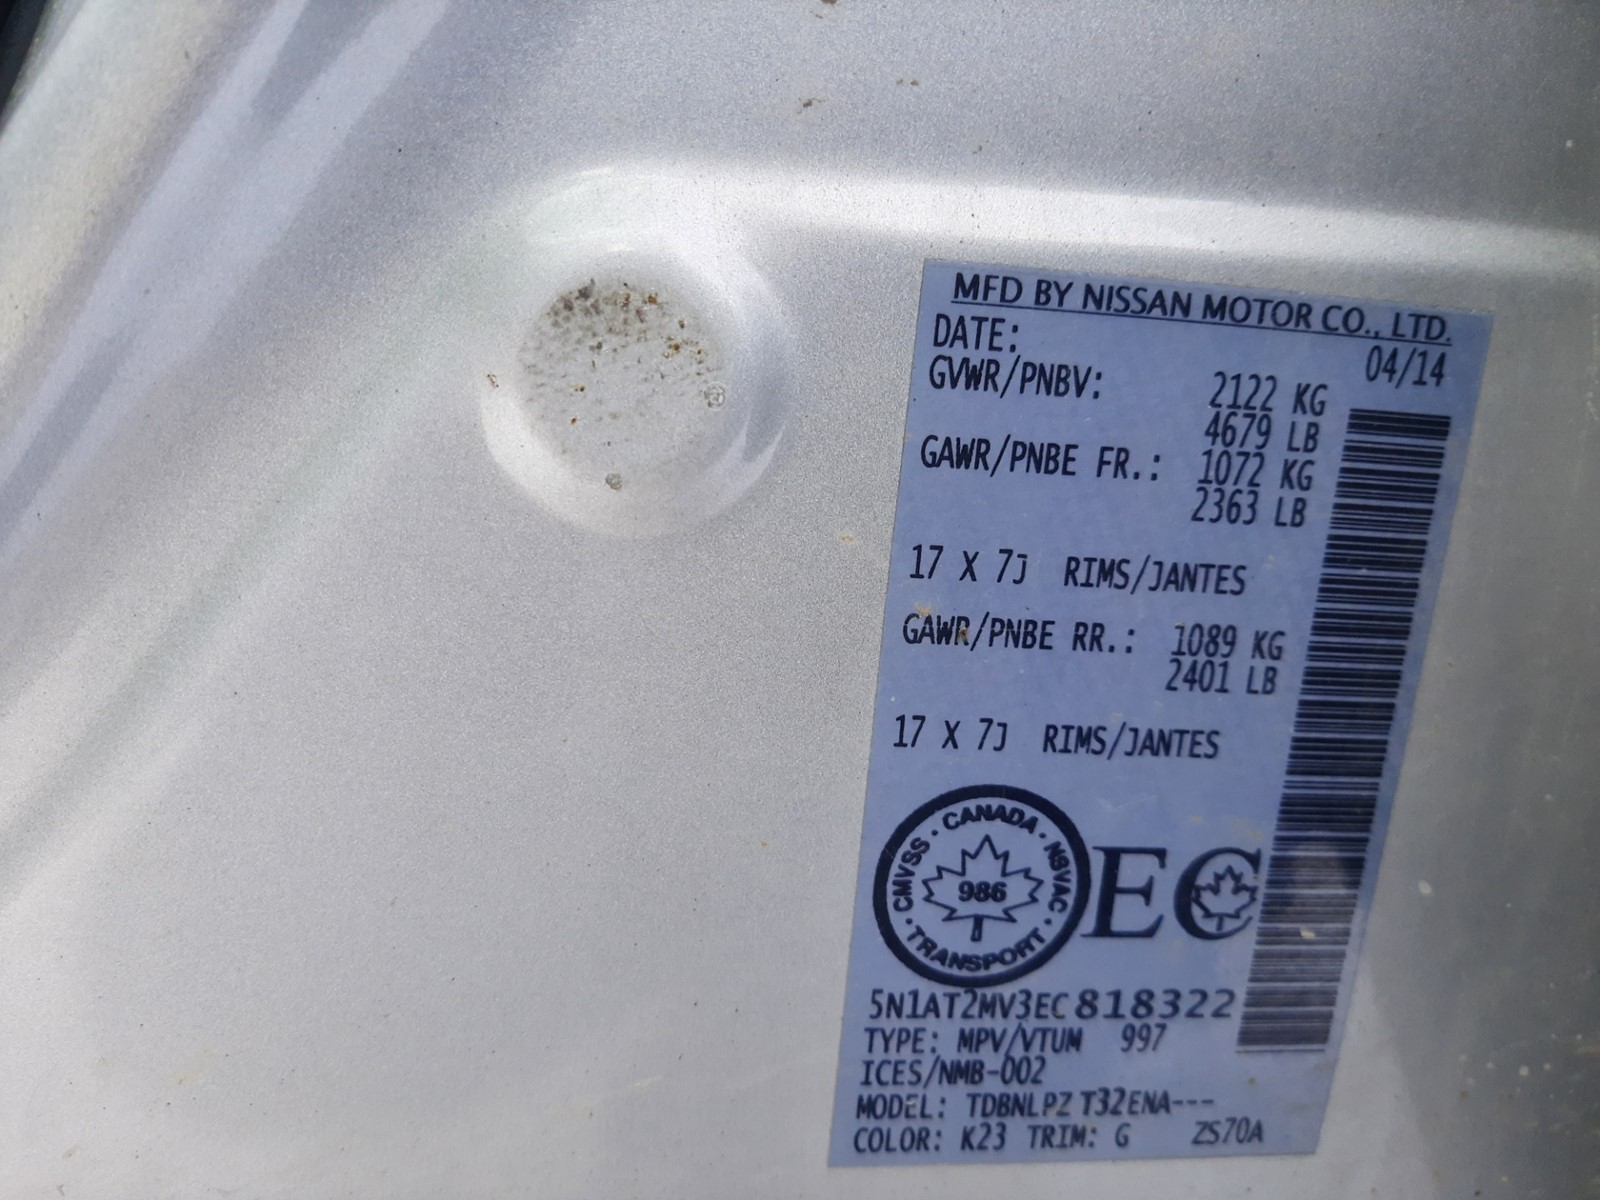 MFD BY NISSAN MOTOR CO., LTD.
DATE: 04/14
GVWR/PNBV: 2122 KG
4679 LB
GAWR/PNBE FR.: 1072 KG
2363 LB
17 X 7J RIMS/JANTES
GAWR/PNBE RR.: 1089 KG
2401 LB
17 X 7J RIMS/JANTES
CANADA · NSVAC · TRANSPORT · CMVSS ·
986
EC
5N1AT2MV3EC818322
TYPE: MPV/VTUM 997
ICES/NMB-002
MODEL: TDBNLPZ T32ENA---
COLOR: K23 TRIM: G ZS70A